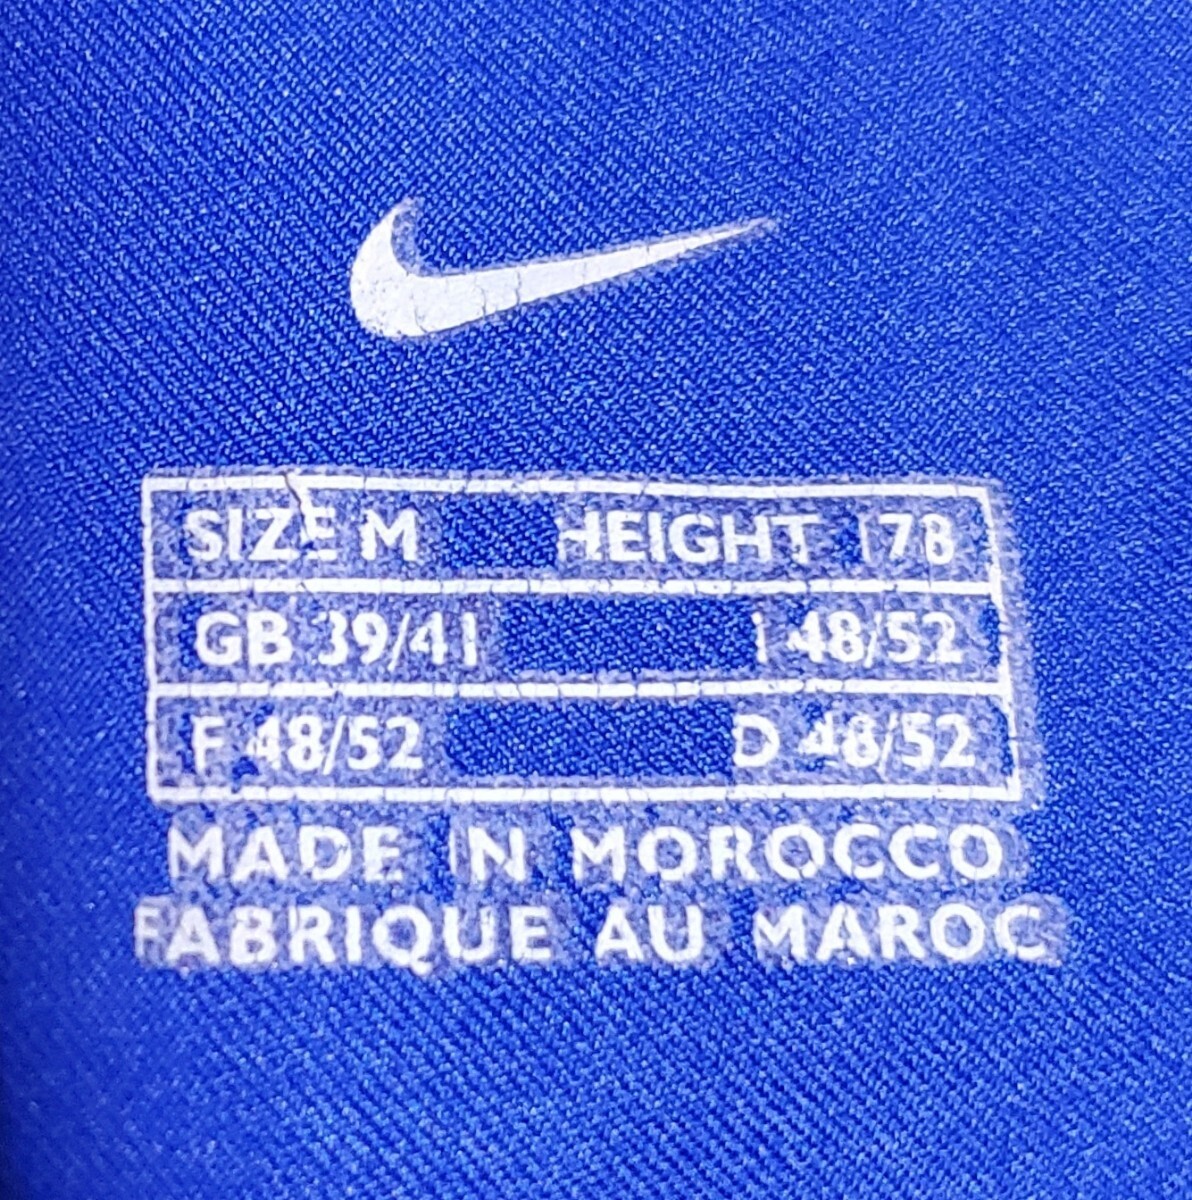 SIZE M HEIGHT 178
GB 39/41 I 48/52
F 48/52 D 48/52
MADE IN MOROCCO
FABRIQUE AU MAROC